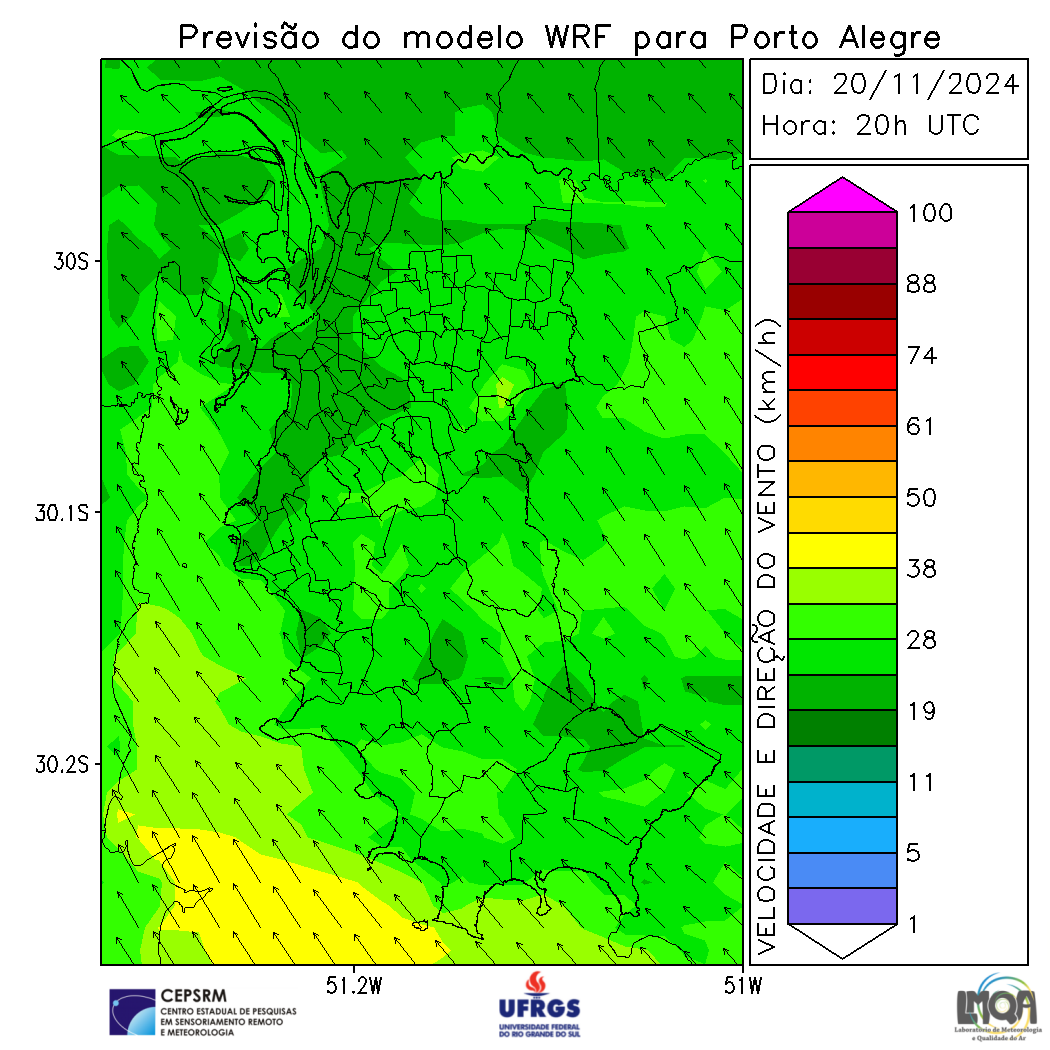 Previsão do modelo WRF para Porto Alegre
Dia: 20/11/2024
Hora: 20h UTC
30S
30.1S
30.2S
51.2W
51W
VELOCIDADE E DIREÇÃO DO VENTO (km/h)
100
88
74
61
50
38
28
19
11
5
1
CEPSRM
CENTRO ESTADUAL DE PESQUISAS
EM SENSORIAMENTO REMOTO
E METEOROLOGIA
UFRGS
UNIVERSIDADE FEDERAL
DO RIO GRANDE DO SUL
LMQA
Laboratório de Meteorologia
e Qualidade do Ar